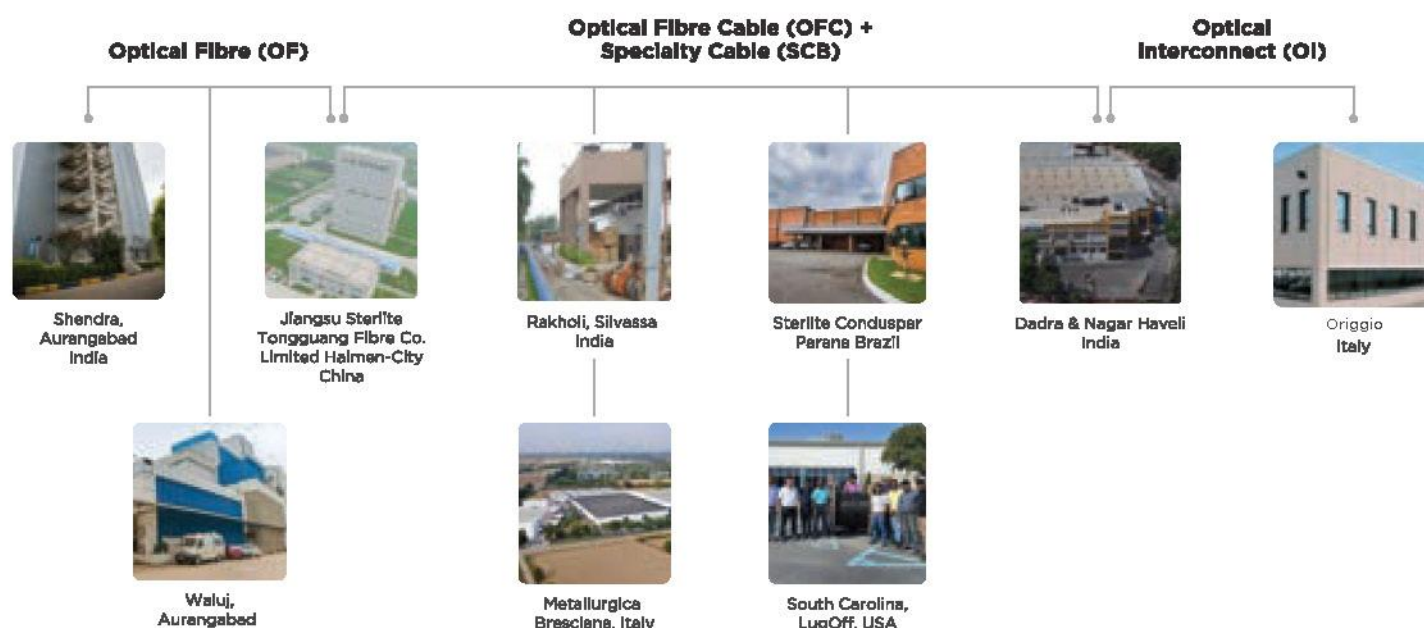 Optical Fibre (OF)
Optical Fibre Cable (OFC) +
Specialty Cable (SCB)
Optical
Interconnect (OI)
Shendra,
Aurangabad
India
Jiangsu Sterlite
Tongguang Fibre Co.
Limited Haimen-City
China
Rakholi, Silvassa
India
Sterlite Conduspar
Parana Brazil
Dadra & Nagar Haveli
India
Origgio
Italy
Waluj,
Aurangabad
Metallurgica
Bresciana, Italy
South Carolina,
LugOff, USA